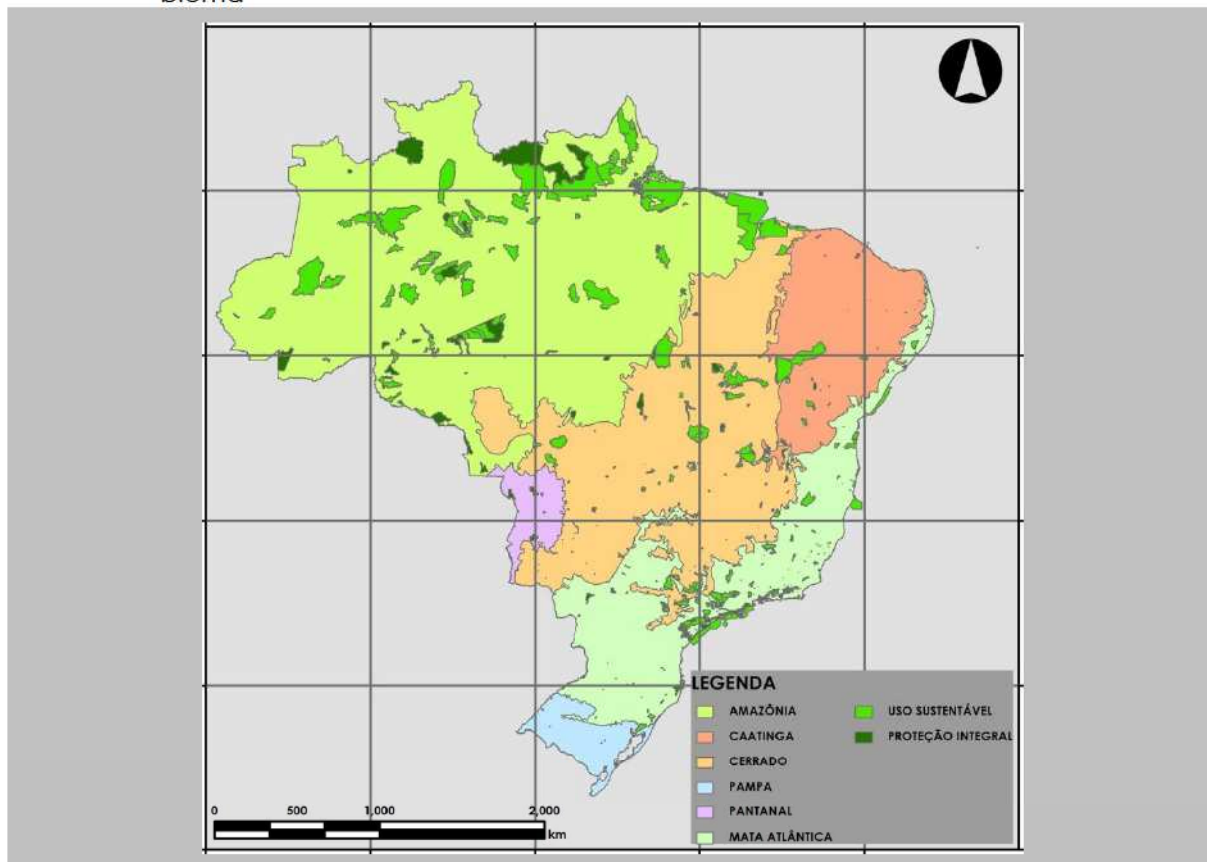 bioma
LEGENDA
AMAZÔNIA
CAATINGA
CERRADO
PAMPA
PANTANAL
MATA ATLÂNTICA
USO SUSTENTÁVEL
PROTEÇÃO INTEGRAL
0 500 1,000 2,000
km